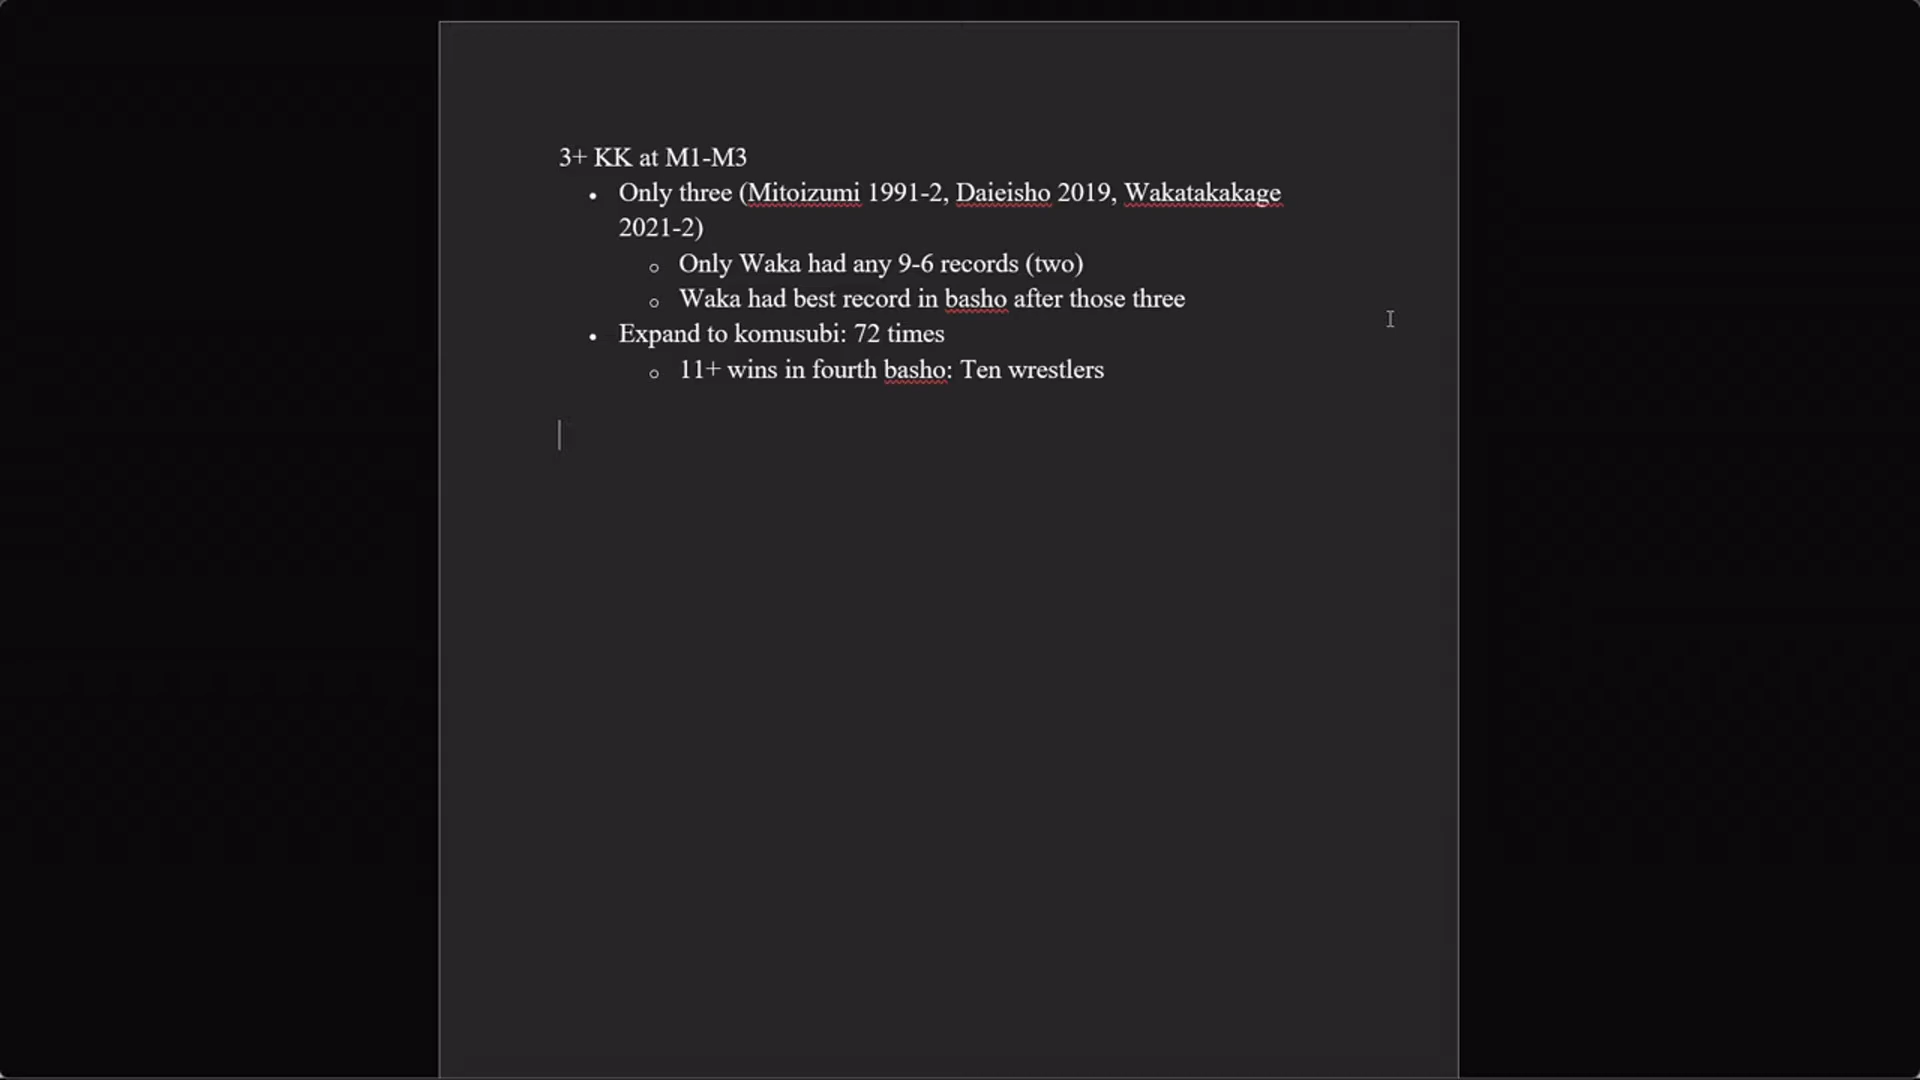 3+ KK at M1-M3
• Only three (Mitoizumi 1991-2, Daieisho 2019, Wakatakakage
2021-2)
○ Only Waka had any 9-6 records (two)
○ Waka had best record in basho after those three
• Expand to komusubi: 72 times
○ 11+ wins in fourth basho: Ten wrestlers